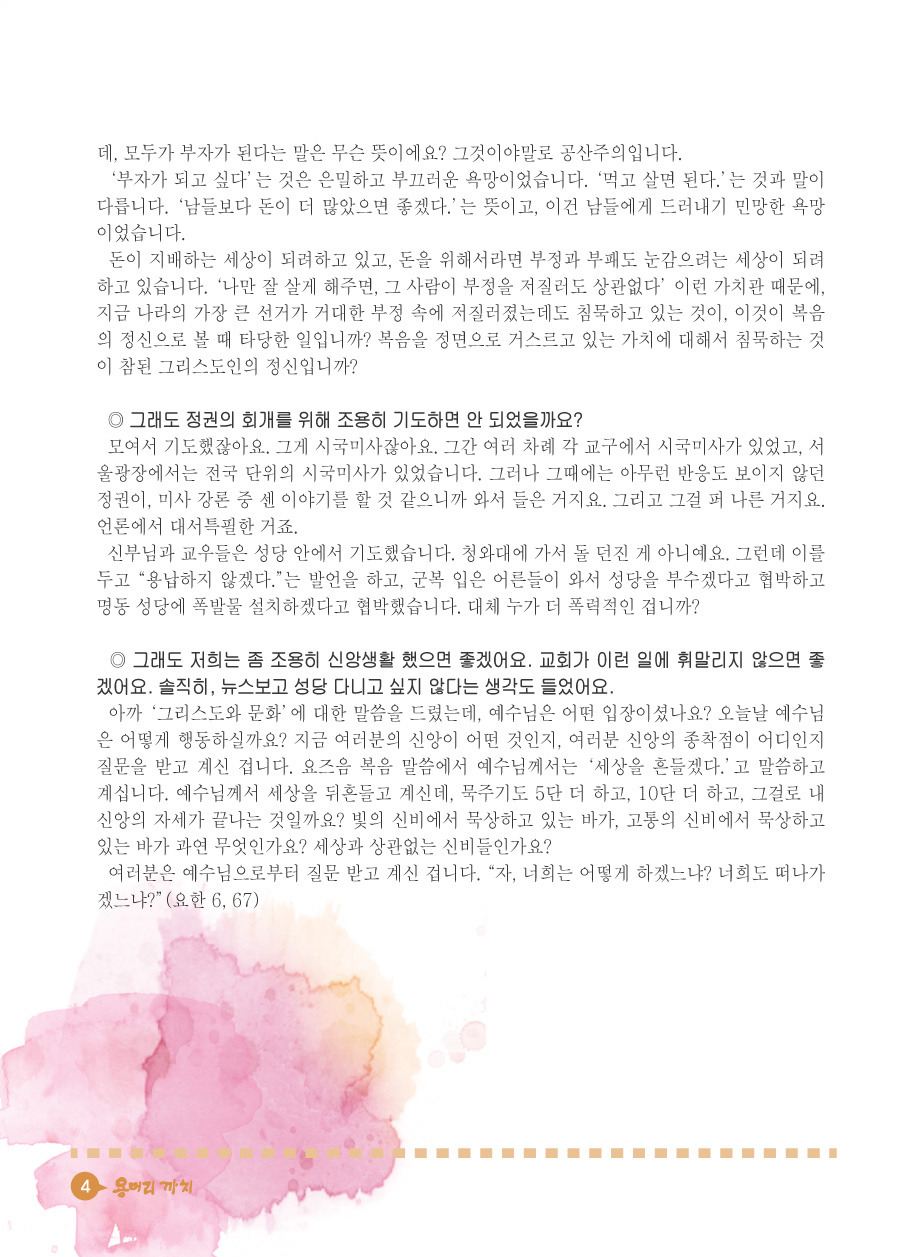 데, 모두가 부자가 된다는 말은 무슨 뜻이에요? 그것이야말로 공산주의입니다.
‘부자가 되고 싶다’는 것은 은밀하고 부끄러운 욕망이었습니다. ‘먹고 살면 된다.’는 것과 말이
다릅니다. ‘남들보다 돈이 더 많았으면 좋겠다.’는 뜻이고, 이건 남들에게 드러내기 민망한 욕망
이었습니다.
돈이 지배하는 세상이 되려하고 있고, 돈을 위해서라면 부정과 부패도 눈감으려는 세상이 되려
하고 있습니다. ‘나만 잘 살게 해주면, 그 사람이 부정을 저질러도 상관없다’ 이런 가치관 때문에,
지금 나라의 가장 큰 선거가 거대한 부정 속에 저질러졌는데도 침묵하고 있는 것이, 이것이 복음
의 정신으로 볼 때 타당한 일입니까? 복음을 정면으로 거스르고 있는 가치에 대해서 침묵하는 것
이 참된 그리스도인의 정신입니까?
◎ 그래도 정권의 회개를 위해 조용히 기도하면 안 되었을까요?
모여서 기도했잖아요. 그게 시국미사잖아요. 그간 여러 차례 각 교구에서 시국미사가 있었고, 서
울광장에서는 전국 단위의 시국미사가 있었습니다. 그러나 그때에는 아무런 반응도 보이지 않던
정권이, 미사 강론 중 센 이야기를 할 것 같으니까 와서 들은 거지요. 그리고 그걸 퍼 나른 거지요.
언론에서 대서특필한 거죠.
신부님과 교우들은 성당 안에서 기도했습니다. 청와대에 가서 돌 던진 게 아니예요. 그런데 이를
두고 “용납하지 않겠다.”는 발언을 하고, 군복 입은 어른들이 와서 성당을 부수겠다고 협박하고
명동 성당에 폭발물 설치하겠다고 협박했습니다. 대체 누가 더 폭력적인 겁니까?
◎ 그래도 저희는 좀 조용히 신앙생활 했으면 좋겠어요. 교회가 이런 일에 휘말리지 않으면 좋
겠어요. 솔직히, 뉴스보고 성당 다니고 싶지 않다는 생각도 들었어요.
아까 ‘그리스도와 문화’에 대한 말씀을 드렸는데, 예수님은 어떤 입장이셨나요? 오늘날 예수님
은 어떻게 행동하실까요? 지금 여러분의 신앙이 어떤 것인지, 여러분 신앙의 종착점이 어디인지
질문을 받고 계신 겁니다. 요즈음 복음 말씀에서 예수님께서는 ‘세상을 흔들겠다.’고 말씀하고
계십니다. 예수님께서 세상을 뒤흔들고 계신데, 묵주기도 5단 더 하고, 10단 더 하고, 그걸로 내
신앙의 자세가 끝나는 것일까요? 빛의 신비에서 묵상하고 있는 바가, 고통의 신비에서 묵상하고
있는 바가 과연 무엇인가요? 세상과 상관없는 신비들인가요?
여러분은 예수님으로부터 질문 받고 계신 겁니다. “자, 너희는 어떻게 하겠느냐? 너희도 떠나가
겠느냐?”(요한 6, 67)
4 용머리 까치